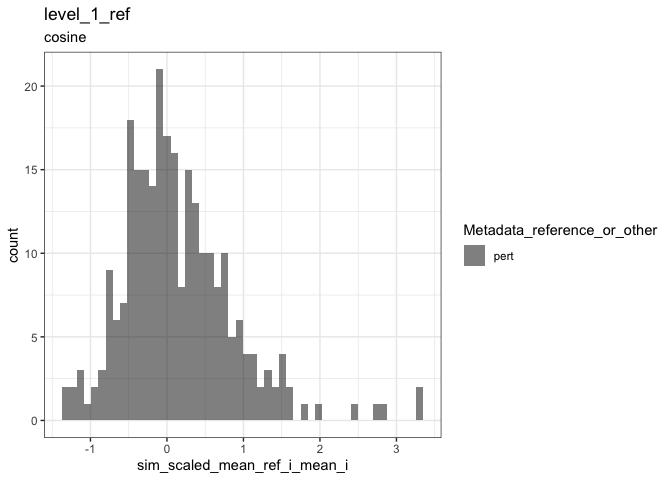 level_1_ref
cosine
20
15
10
5
0
count
-1
0
1
2
3
sim_scaled_mean_ref_i_mean_i
Metadata_reference_or_other
pert